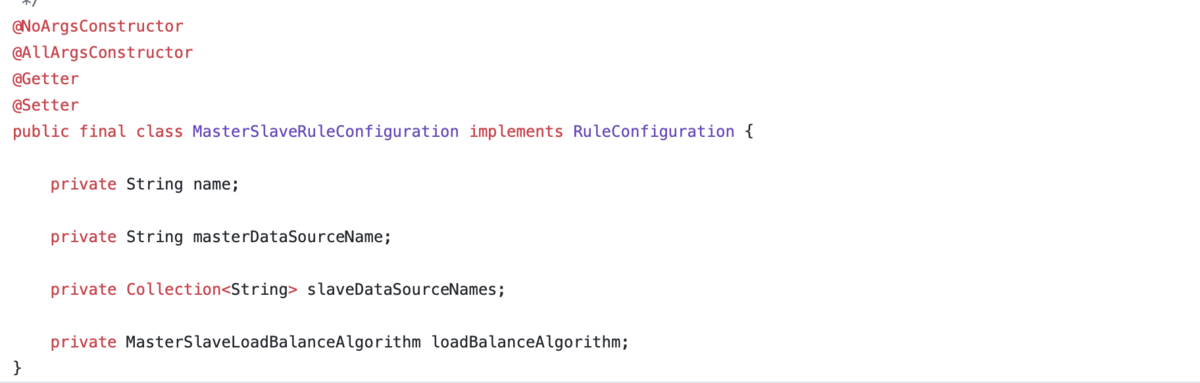 */
@NoArgsConstructor
@AllArgsConstructor
@Getter
@Setter
public final class MasterSlaveRuleConfiguration implements RuleConfiguration {
private String name;
private String masterDataSourceName;
private Collection<String> slaveDataSourceNames;
private MasterSlaveLoadBalanceAlgorithm loadBalanceAlgorithm;
}